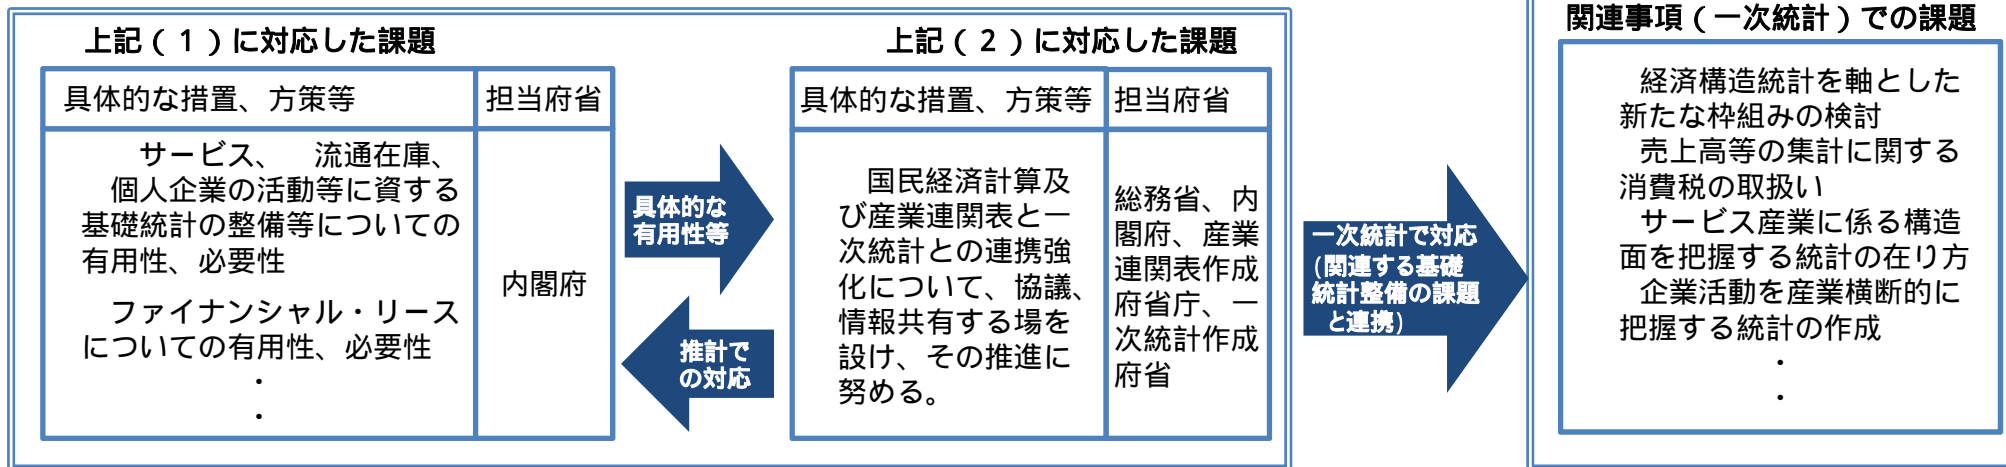 上記（１）に対応した課題
具体的な措置、方策等
担当府省
サービス、　流通在庫、
個人企業の活動等に資する
基礎統計の整備等についての
有用性、必要性
ファイナンシャル・リース
についての有用性、必要性
・
・
内閣府
具体的な
有用性等
推計で
の対応
上記（２）に対応した課題
具体的な措置、方策等
担当府省
国民経済計算及
び産業連関表と一
次統計との連携強
化について、協議、
情報共有する場を
設け、その推進に
努める。
総務省、内
閣府、産業
連関表作成
府省庁、一
次統計作成
府省
一次統計で対応
(関連する基礎
統計整備の課題
と連携)
関連事項（一次統計）での課題
経済構造統計を軸とした
新たな枠組みの検討
売上高等の集計に関する
消費税の取扱い
サービス産業に係る構造
面を把握する統計の在り方
企業活動を産業横断的に
把握する統計の作成
・
・